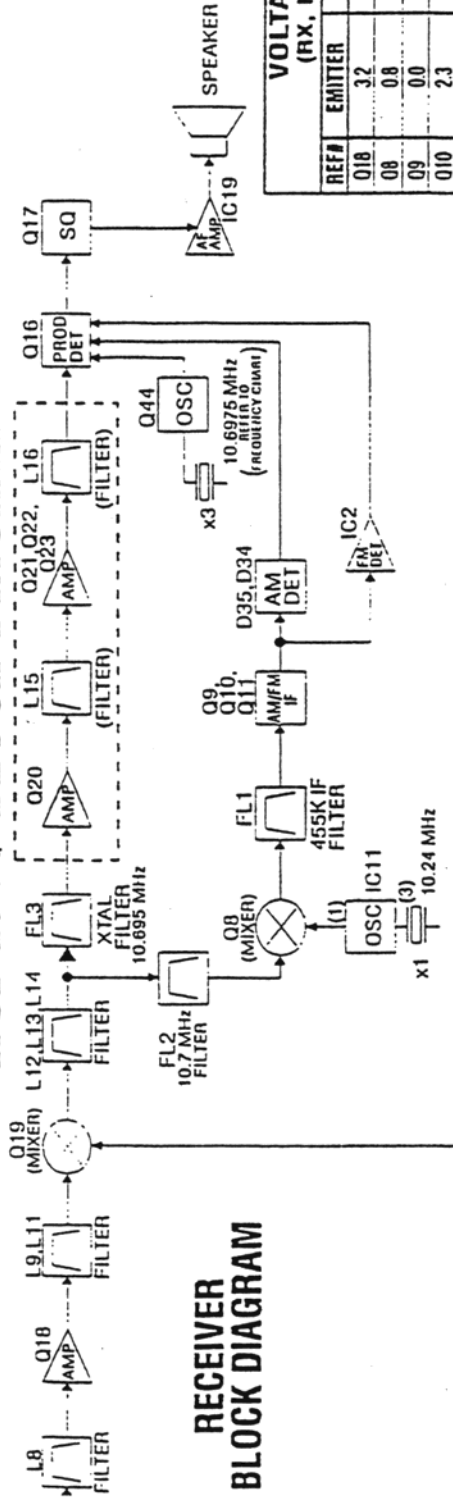 L8
FILTER
Q18
AMP
L9,L11
FILTER
Q19
(MIXER)
L12,L13,L14
FILTER
FL3
XTAL
FILTER
10.695 MHz
Q20
AMP
L15
(FILTER)
Q21,Q22,
Q23
AMP
L16
(FILTER)
Q16
PROD
DET
Q17
SQ
AF
AMP
IC19
SPEAKER
FL2
10.7 MHz
FILTER
Q8
(MIXER)
FL1
455K IF
FILTER
Q9,
Q10,
Q11
AM/FM
IF
D35,D34
AM
DET
Q44
OSC
x3
10.6975 MHz
REFER TO
(FREQUENCY CHART)
IC2
FM
DET
(1)
OSC
IC11
(3)
x1
10.24 MHz
RECEIVER
BLOCK DIAGRAM
(RX,
REF# EMITTER
Q18 3.2
Q8 0.8
Q9 0.0
Q10 2.3